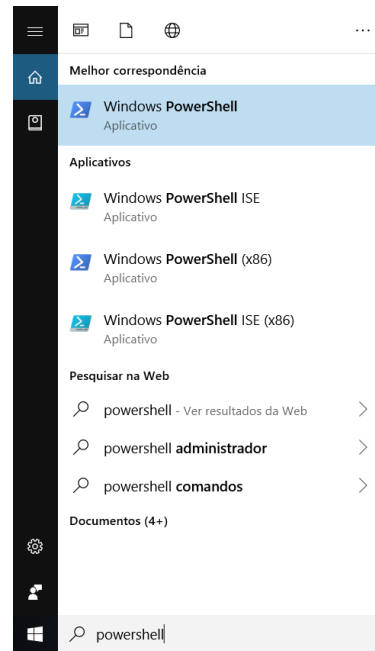 Melhor correspondência
Windows PowerShell
Aplicativo
Aplicativos
Windows PowerShell ISE
Aplicativo
Windows PowerShell (x86)
Aplicativo
Windows PowerShell ISE (x86)
Aplicativo
Pesquisar na Web
powershell - Ver resultados da Web
powershell administrador
powershell comandos
Documentos (4+)
powershell